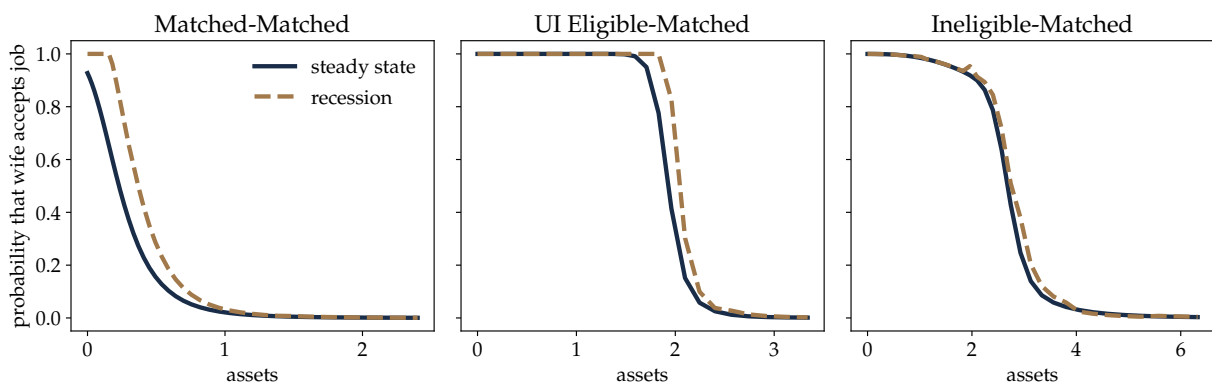 Matched-Matched
UI Eligible-Matched
Ineligible-Matched
probability that wife accepts job
1.0
0.8
0.6
0.4
0.2
0.0
steady state
recession
0 1 2
0 1 2 3
0 2 4 6
assets
assets
assets